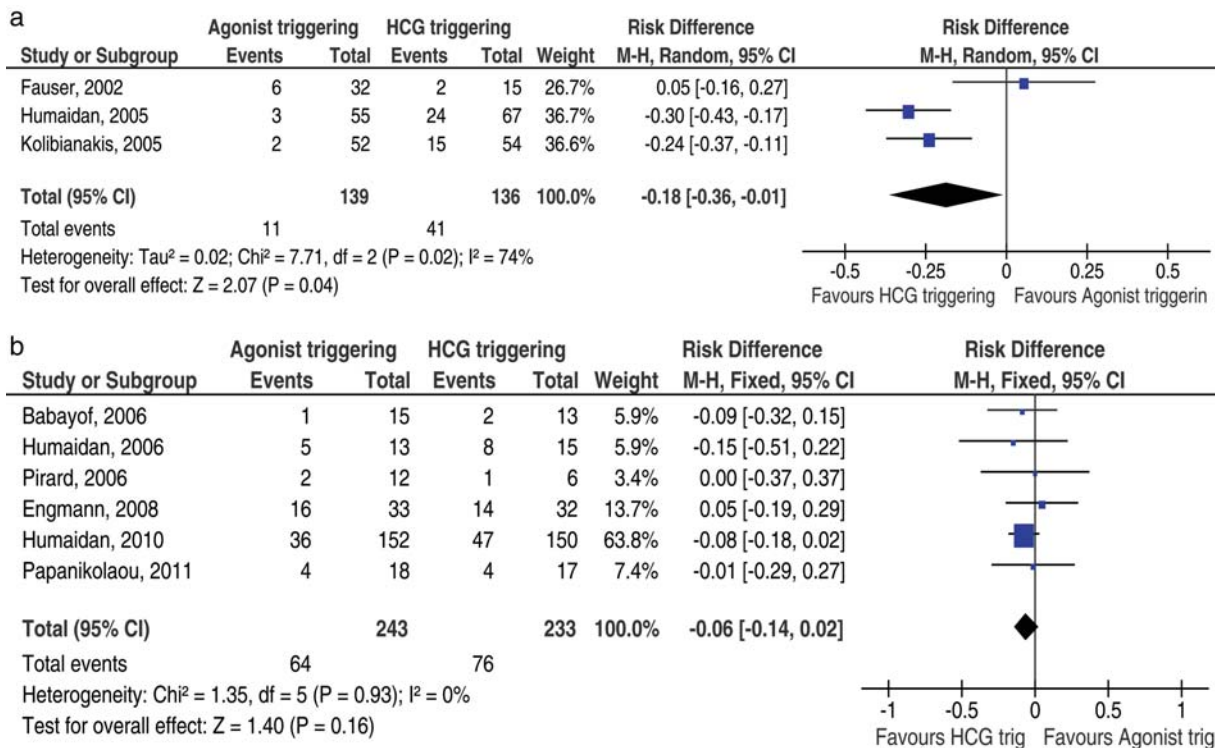 a
Agonist triggering HCG triggering Risk Difference Risk Difference
Study or Subgroup Events Total Events Total Weight M-H, Random, 95% CI M-H, Random, 95% CI
Fauser, 2002 6 32 2 15 26.7% 0.05 [-0.16, 0.27]
Humaidan, 2005 3 55 24 67 36.7% -0.30 [-0.43, -0.17]
Kolibianakis, 2005 2 52 15 54 36.6% -0.24 [-0.37, -0.11]
Total (95% CI) 139 136 100.0% -0.18 [-0.36, -0.01]
Total events 11 41
Heterogeneity: Tau² = 0.02; Chi² = 7.71, df = 2 (P = 0.02); I² = 74%
Test for overall effect: Z = 2.07 (P = 0.04)
-0.5 -0.25 0 0.25 0.5
Favours HCG triggering Favours Agonist triggerin
b
Agonist triggering HCG triggering Risk Difference Risk Difference
Study or Subgroup Events Total Events Total Weight M-H, Fixed, 95% CI M-H, Fixed, 95% CI
Babayof, 2006 1 15 2 13 5.9% -0.09 [-0.32, 0.15]
Humaidan, 2006 5 13 8 15 5.9% -0.15 [-0.51, 0.22]
Pirard, 2006 2 12 1 6 3.4% 0.00 [-0.37, 0.37]
Engmann, 2008 16 33 14 32 13.7% 0.05 [-0.19, 0.29]
Humaidan, 2010 36 152 47 150 63.8% -0.08 [-0.18, 0.02]
Papanikolaou, 2011 4 18 4 17 7.4% -0.01 [-0.29, 0.27]
Total (95% CI) 243 233 100.0% -0.06 [-0.14, 0.02]
Total events 64 76
Heterogeneity: Chi² = 1.35, df = 5 (P = 0.93); I² = 0%
Test for overall effect: Z = 1.40 (P = 0.16)
-1 -0.5 0 0.5 1
Favours HCG trig Favours Agonist trig